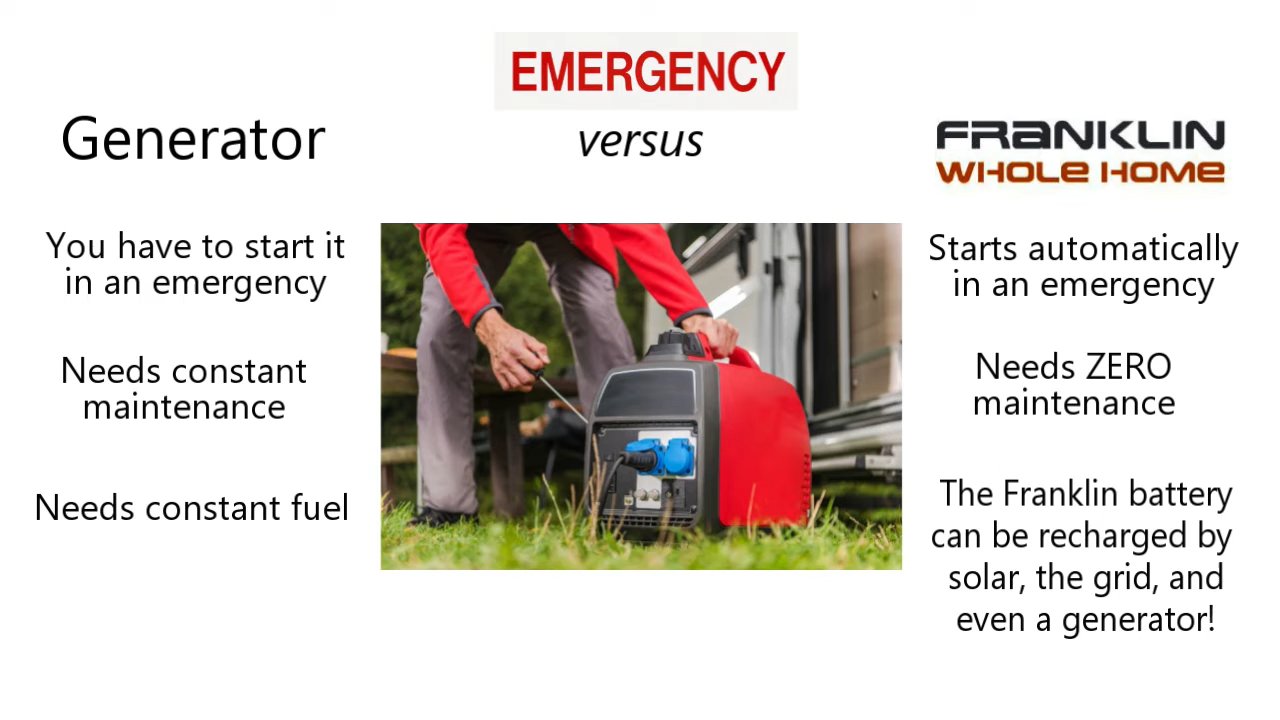 EMERGENCY
Generator
versus
FRANKLIN
WHOLE HOME
You have to start it
in an emergency
Needs constant
maintenance
Needs constant fuel
Starts automatically
in an emergency
Needs ZERO
maintenance
The Franklin battery
can be recharged by
solar, the grid, and
even a generator!